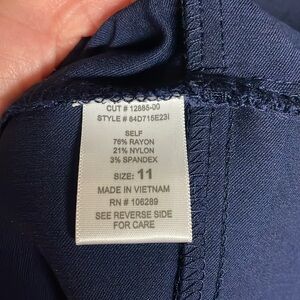 CUT # 12885-00
STYLE # 64D715E23I
SELF
76% RAYON
21% NYLON
3% SPANDEX
SIZE: 11
MADE IN VIETNAM
RN # 106289
SEE REVERSE SIDE
FOR CARE